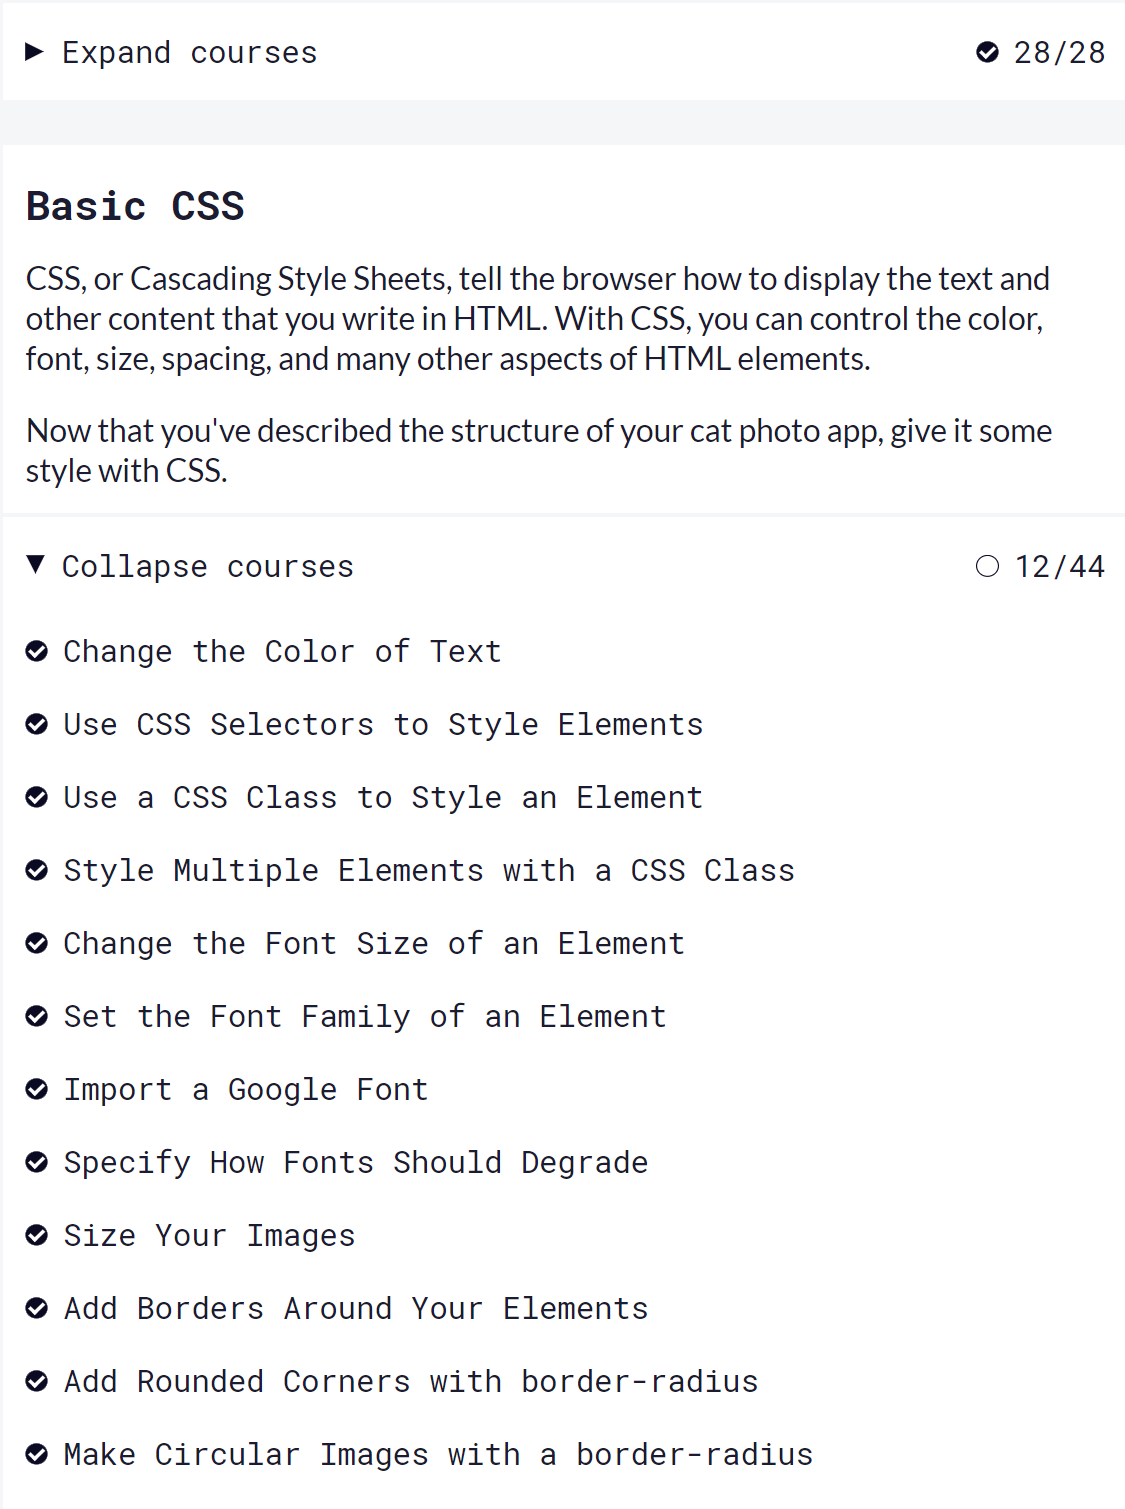 Expand courses 28/28
Basic CSS
CSS, or Cascading Style Sheets, tell the browser how to display the text and
other content that you write in HTML. With CSS, you can control the color,
font, size, spacing, and many other aspects of HTML elements.
Now that you've described the structure of your cat photo app, give it some
style with CSS.
Collapse courses 12/44
Change the Color of Text
Use CSS Selectors to Style Elements
Use a CSS Class to Style an Element
Style Multiple Elements with a CSS Class
Change the Font Size of an Element
Set the Font Family of an Element
Import a Google Font
Specify How Fonts Should Degrade
Size Your Images
Add Borders Around Your Elements
Add Rounded Corners with border-radius
Make Circular Images with a border-radius